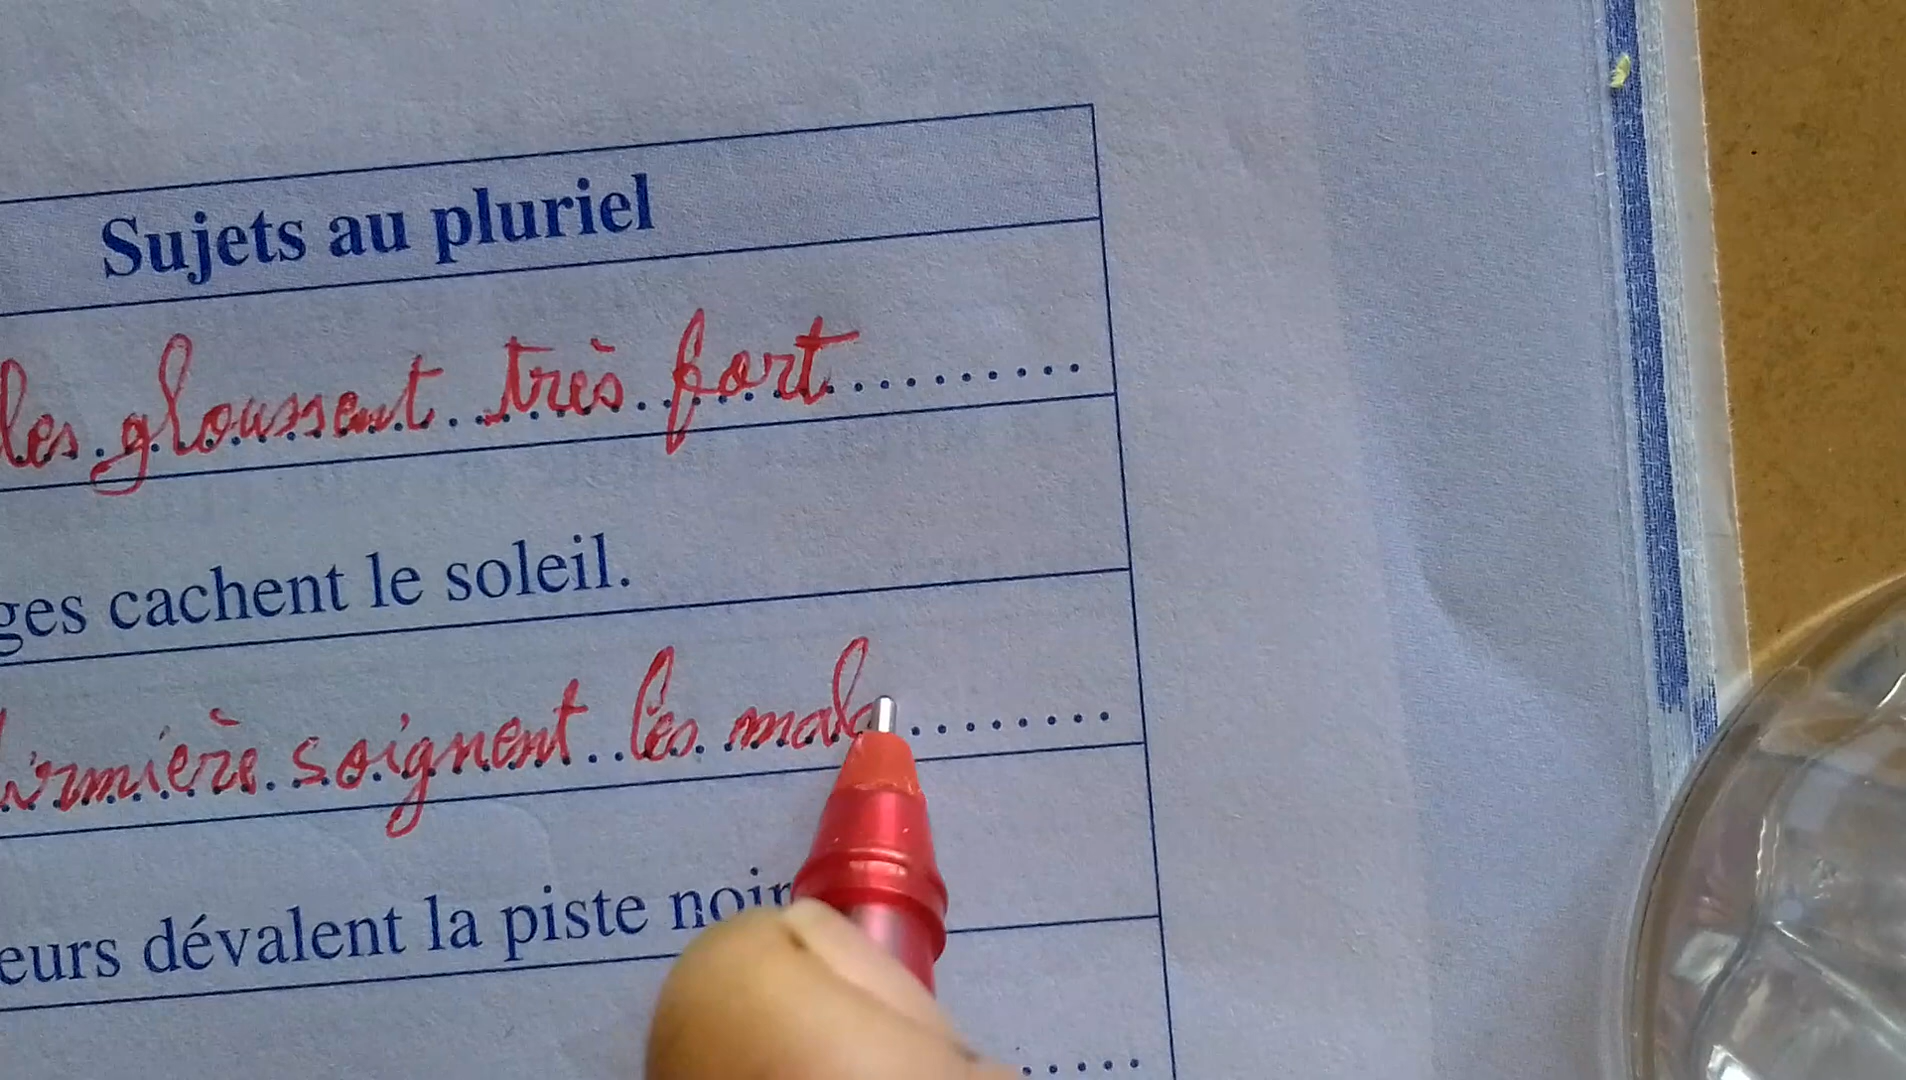 Sujets au pluriel
les gloussent très fort
ges cachent le soleil.
firmière soignent les mala
eurs dévalent la piste noir